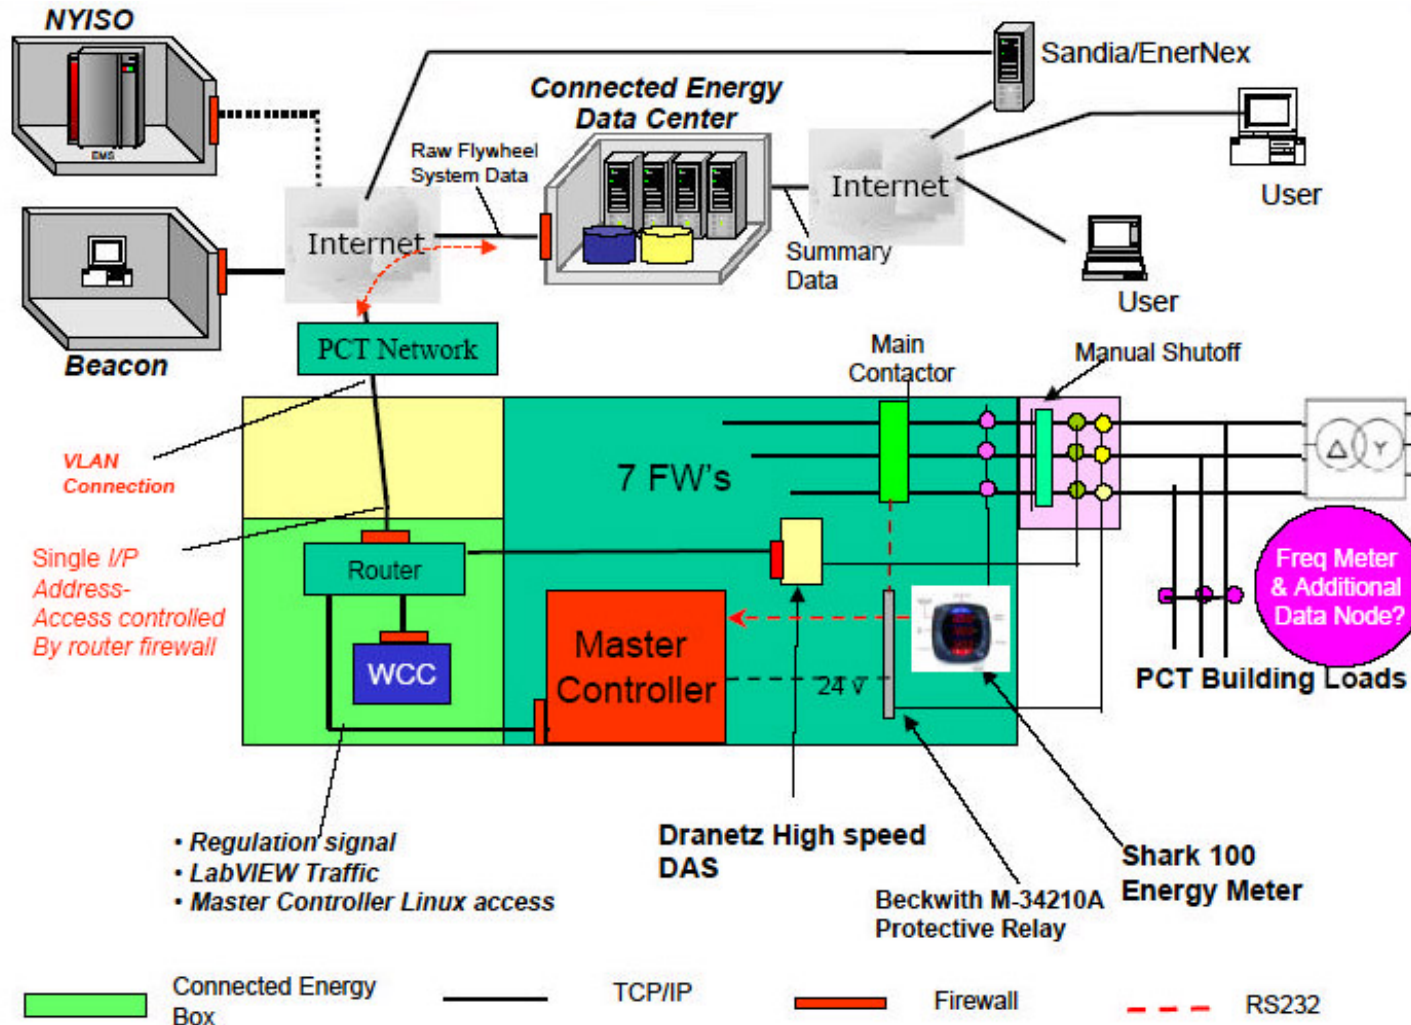 NYISO
EMS
Sandia/EnerNex
Connected Energy
Data Center
Raw Flywheel
System Data
Internet
Internet
User
Summary
Data
User
Beacon
PCT Network
Main
Contactor
Manual Shutoff
VLAN
Connection
7 FW's
Single I/P
Address-
Access controlled
By router firewall
Router
WCC
Master
Controller
24 v
Freq Meter
& Additional
Data Node?
PCT Building Loads
• Regulation signal
• LabVIEW Traffic
• Master Controller Linux access
Dranetz High speed
DAS
Shark 100
Energy Meter
Beckwith M-34210A
Protective Relay
Connected Energy
Box
TCP/IP
Firewall
RS232